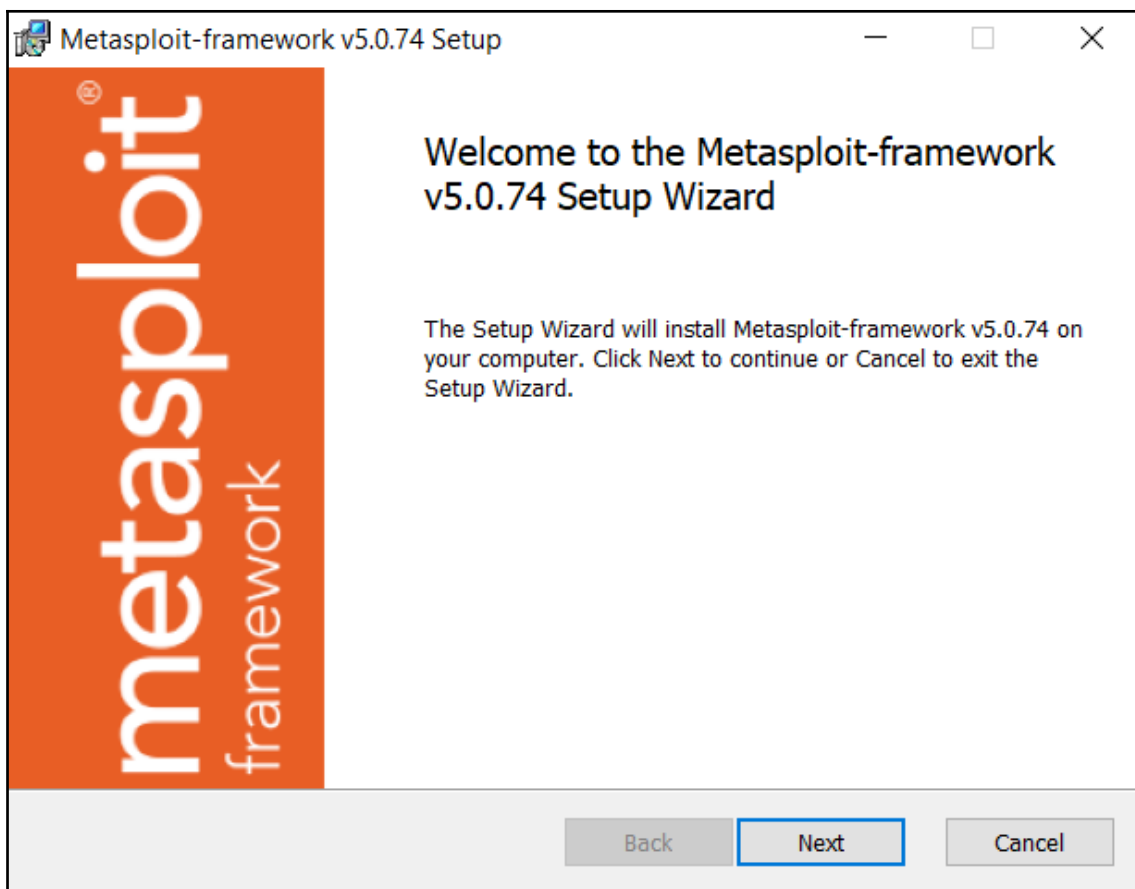 Metasploit-framework v5.0.74 Setup
metasploit®
framework
Welcome to the Metasploit-framework
v5.0.74 Setup Wizard
The Setup Wizard will install Metasploit-framework v5.0.74 on
your computer. Click Next to continue or Cancel to exit the
Setup Wizard.
Back Next Cancel